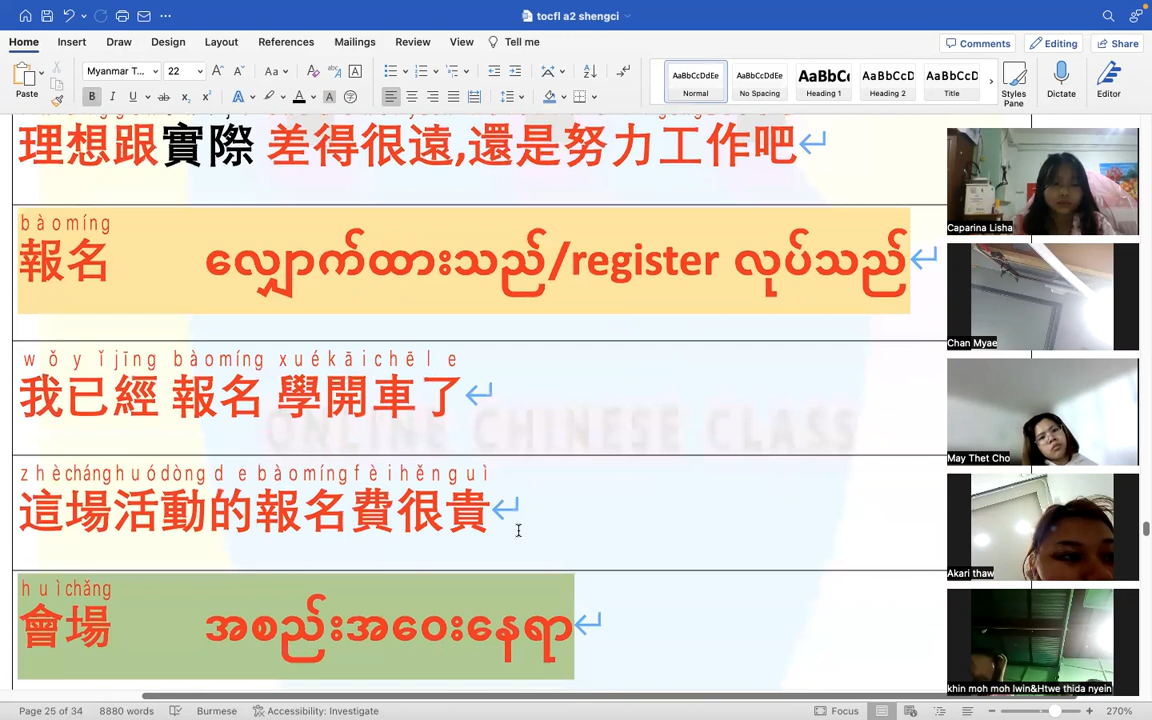 tocfl a2 shengci
Home Insert Draw Design Layout References Mailings Review View Tell me Comments Editing Share
Paste
Myanmar T... 22
AaBbCcDdEe Normal
AaBbCcDdEe No Spacing
AaBbCc Heading 1
AaBbCcD Heading 2
AaBbCcD Title
Styles Pane
Dictate
Editor
理想跟實際 差得很遠,還是努力工作吧
bàomíng
報名 လျှောက်ထားသည်/register လုပ်သည်
wǒ yǐjīng bàomíng xuékāichē le
我已經 報名 學開車了
ONLINE CHINESE CLASS
zhèchánghuódòng de bàomíngfèi hěnguì
這場活動的報名費很貴
huìchǎng
會場 အစည်းအဝေးနေရာ
Caparina Lisha
Chan Myae
May Thet Cho
Akari thaw
khin moh moh lwin&Htwe thida nyein
Page 25 of 34 8880 words Burmese Accessibility: Investigate Focus 270%